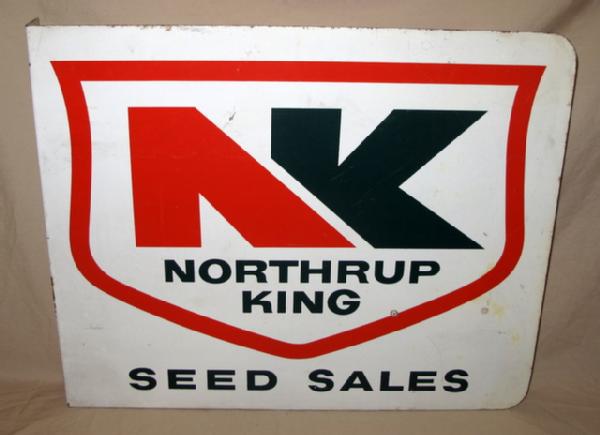 NK
NORTHRUP
KING
SEED SALES